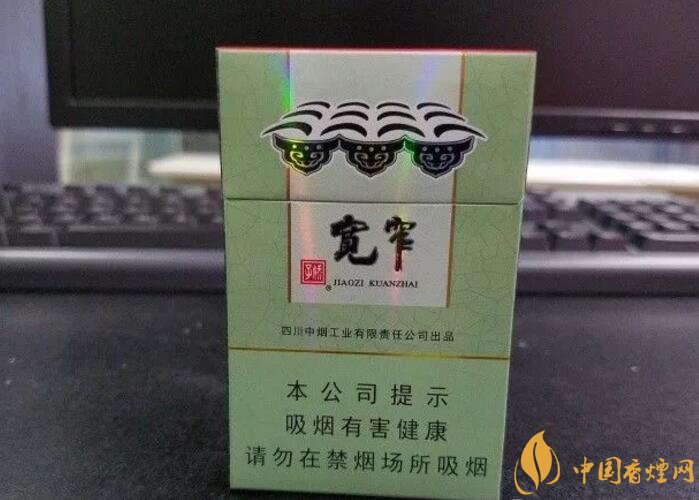 宽窄
娇子
® JIAOZI KUANZHAI
四川中烟工业有限责任公司出品
本公司提示
吸烟有害健康
请勿在禁烟场所吸烟
中国香烟网